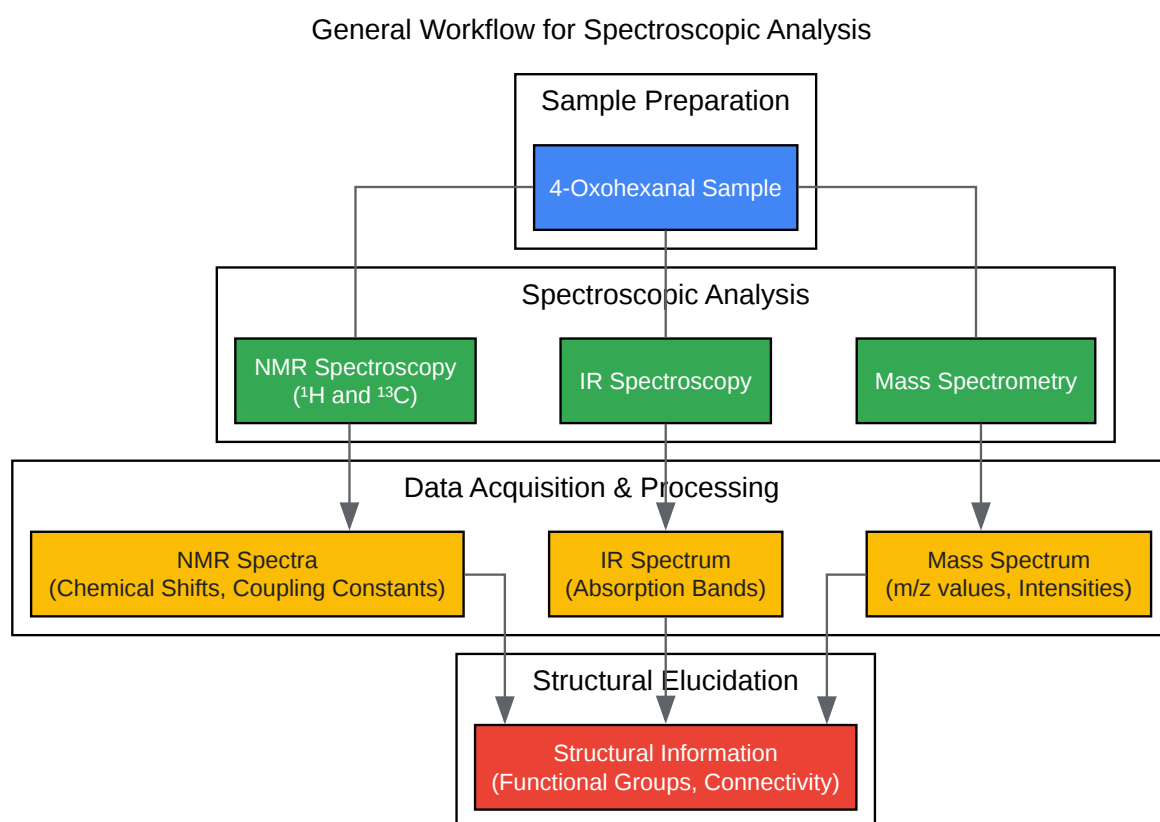 General Workflow for Spectroscopic Analysis
Sample Preparation
4-Oxohexanal Sample
Spectroscopic Analysis
NMR Spectroscopy
(¹H and ¹³C)
IR Spectroscopy
Mass Spectrometry
Data Acquisition & Processing
NMR Spectra
(Chemical Shifts, Coupling Constants)
IR Spectrum
(Absorption Bands)
Mass Spectrum
(m/z values, Intensities)
Structural Elucidation
Structural Information
(Functional Groups, Connectivity)